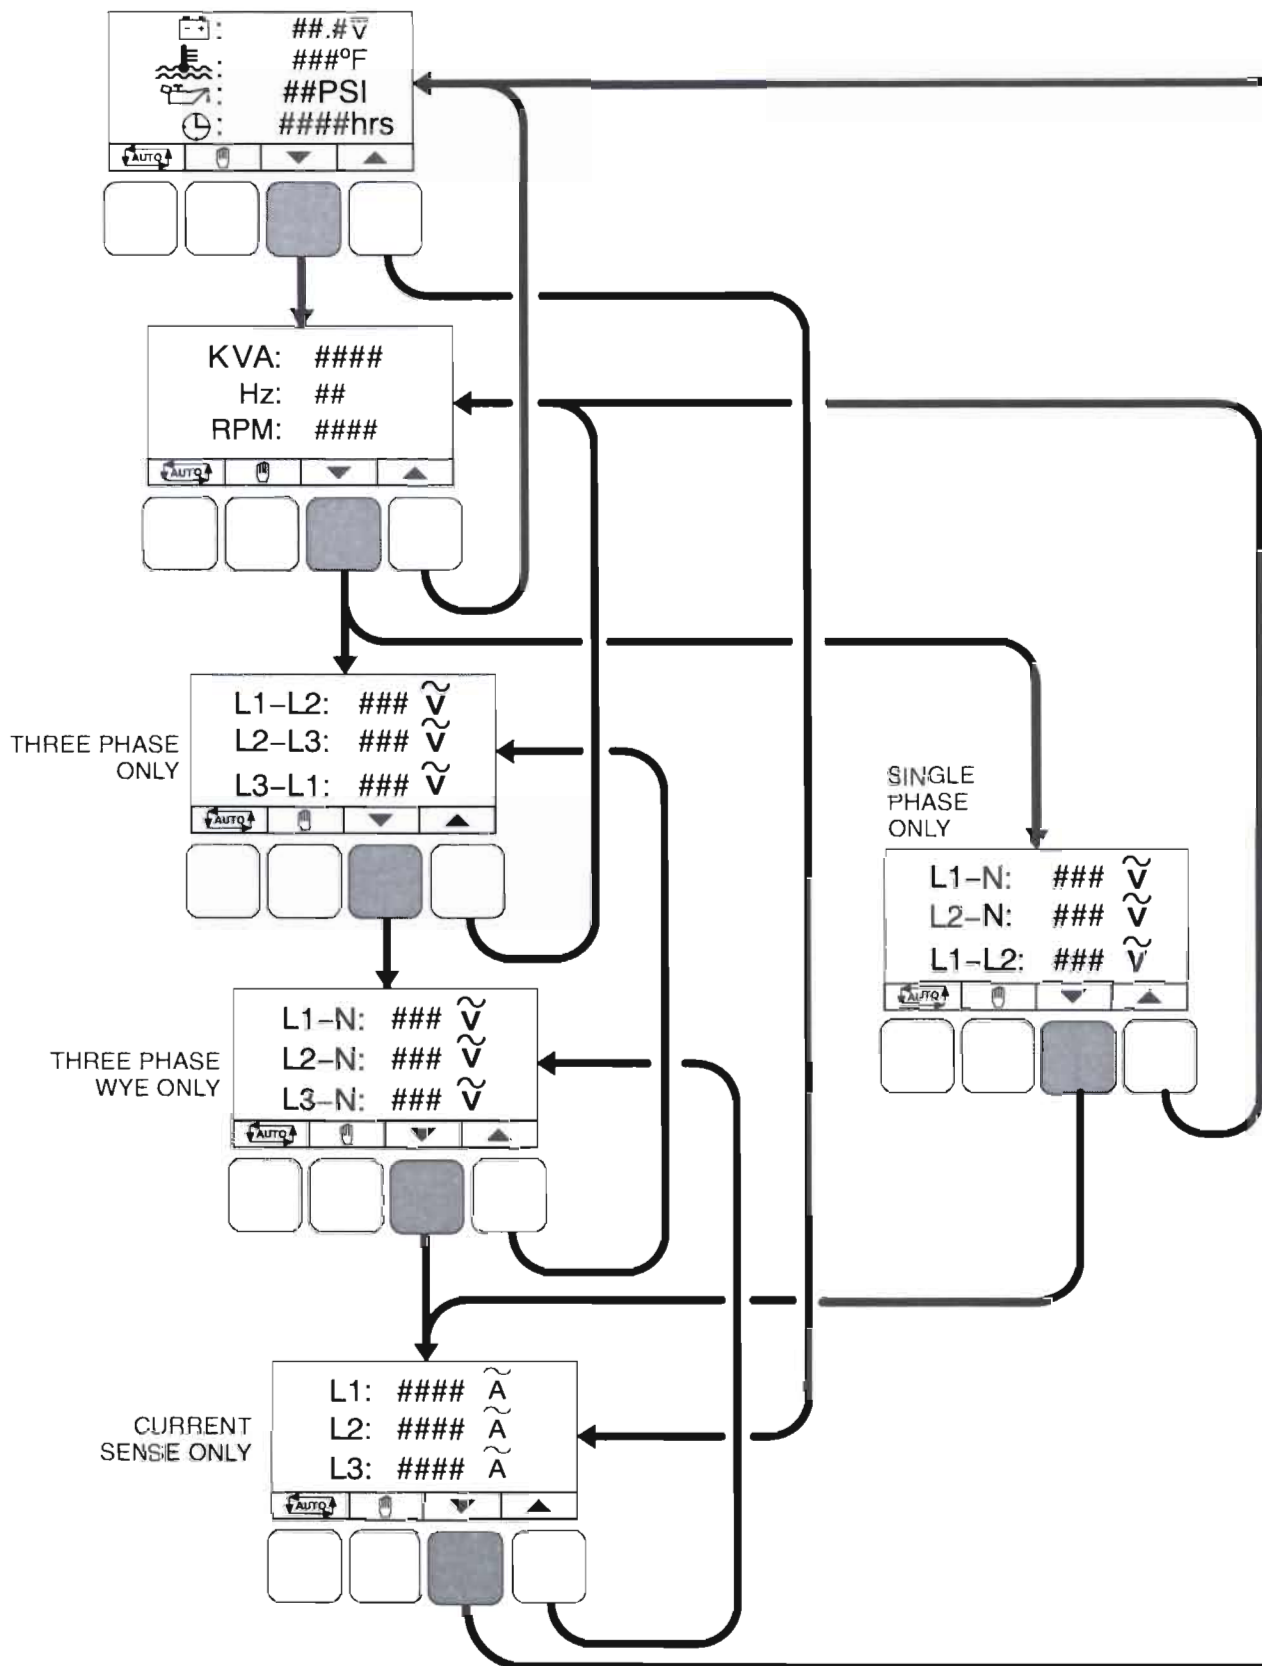 : ##.# V
: ###°F
: ##PSI
: ####hrs
AUTO
KVA: ####
Hz: ##
RPM: ####
AUTO
THREE PHASE
ONLY
L1–L2: ### V
L2–L3: ### V
L3–L1: ### V
AUTO
SINGLE
PHASE
ONLY
L1–N: ### V
L2–N: ### V
L1–L2: ### V
AUTO
THREE PHASE
WYE ONLY
L1–N: ### V
L2–N: ### V
L3–N: ### V
AUTO
CURRENT
SENSE ONLY
L1: #### A
L2: #### A
L3: #### A
AUTO